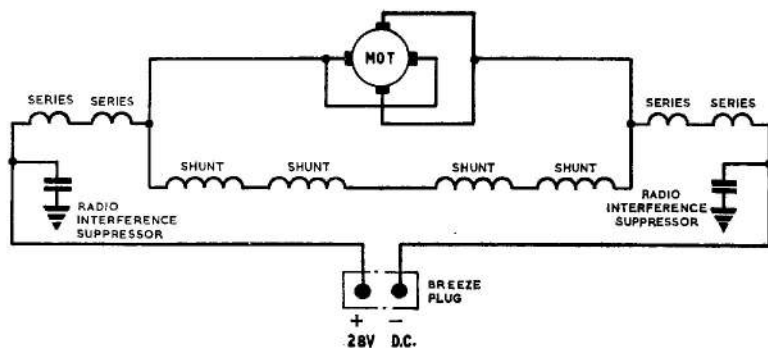 MOT
SERIES
SERIES
SERIES
SERIES
SHUNT
SHUNT
SHUNT
SHUNT
RADIO
INTERFERENCE
SUPPRESSOR
RADIO
INTERFERENCE
SUPPRESSOR
BREEZE
PLUG
+ −
28V D.C.